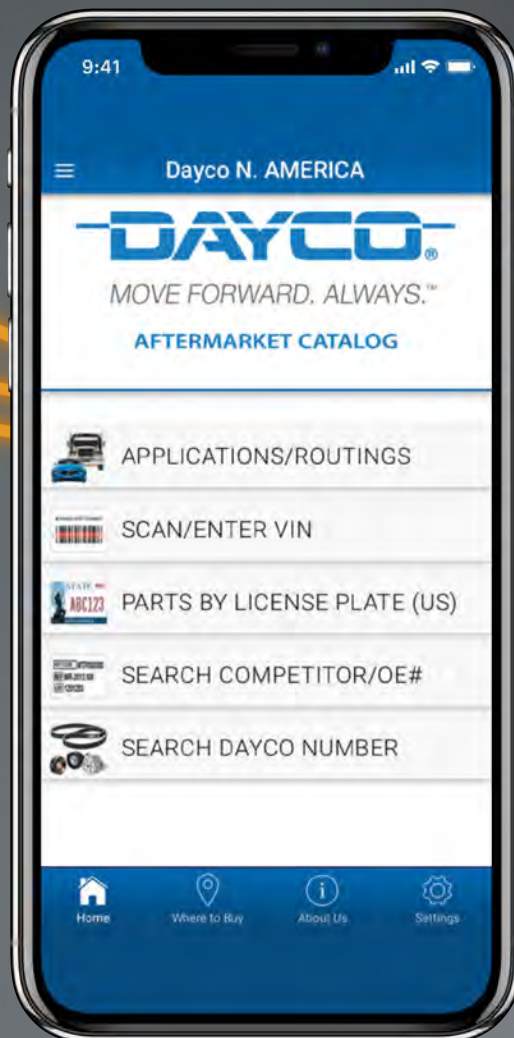 9:41
Dayco N. AMERICA
DAYCO®
MOVE FORWARD. ALWAYS.™
AFTERMARKET CATALOG
APPLICATIONS/ROUTINGS
SCAN/ENTER VIN
STATE
ABC123
PARTS BY LICENSE PLATE (US)
SEARCH COMPETITOR/OE#
SEARCH DAYCO NUMBER
Home
Where to Buy
About Us
Settings